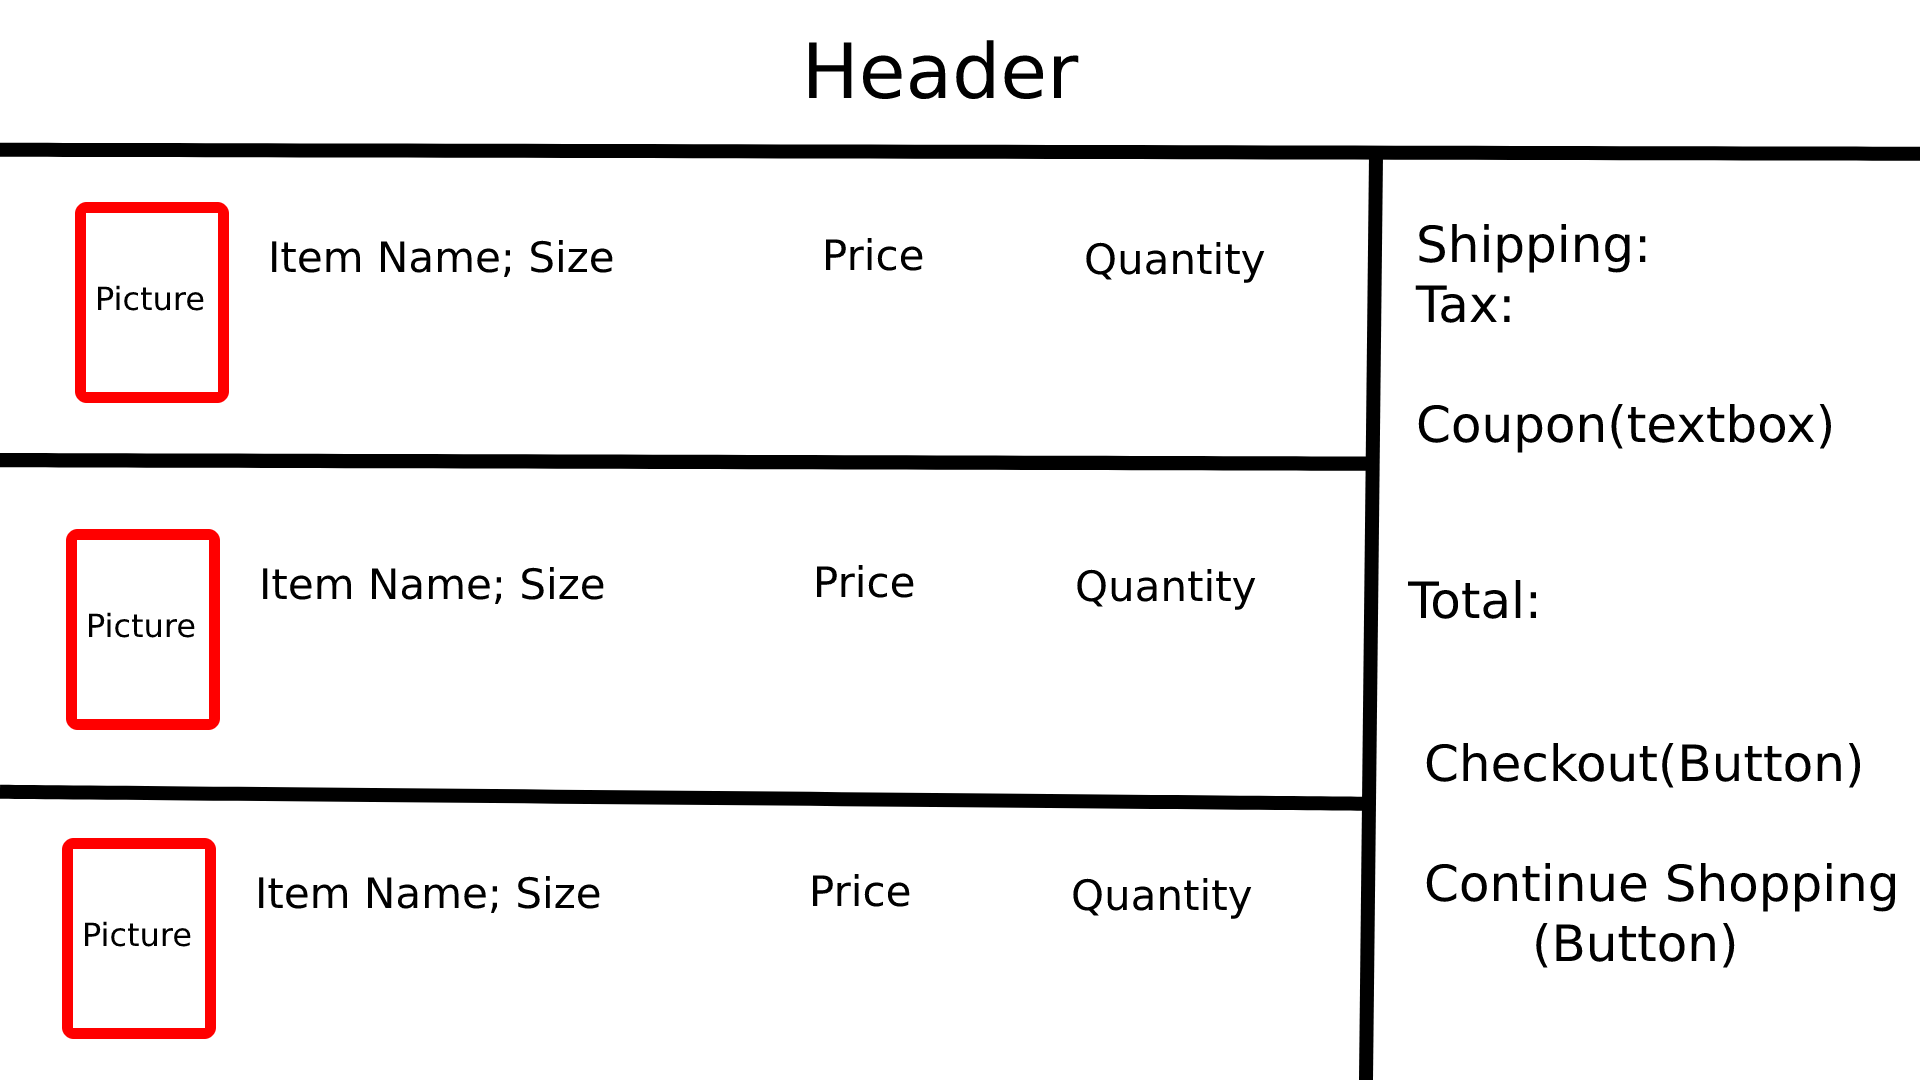 Header
Picture
Item Name; Size
Price
Quantity
Picture
Item Name; Size
Price
Quantity
Picture
Item Name; Size
Price
Quantity
Shipping:
Tax:
Coupon(textbox)
Total:
Checkout(Button)
Continue Shopping
(Button)